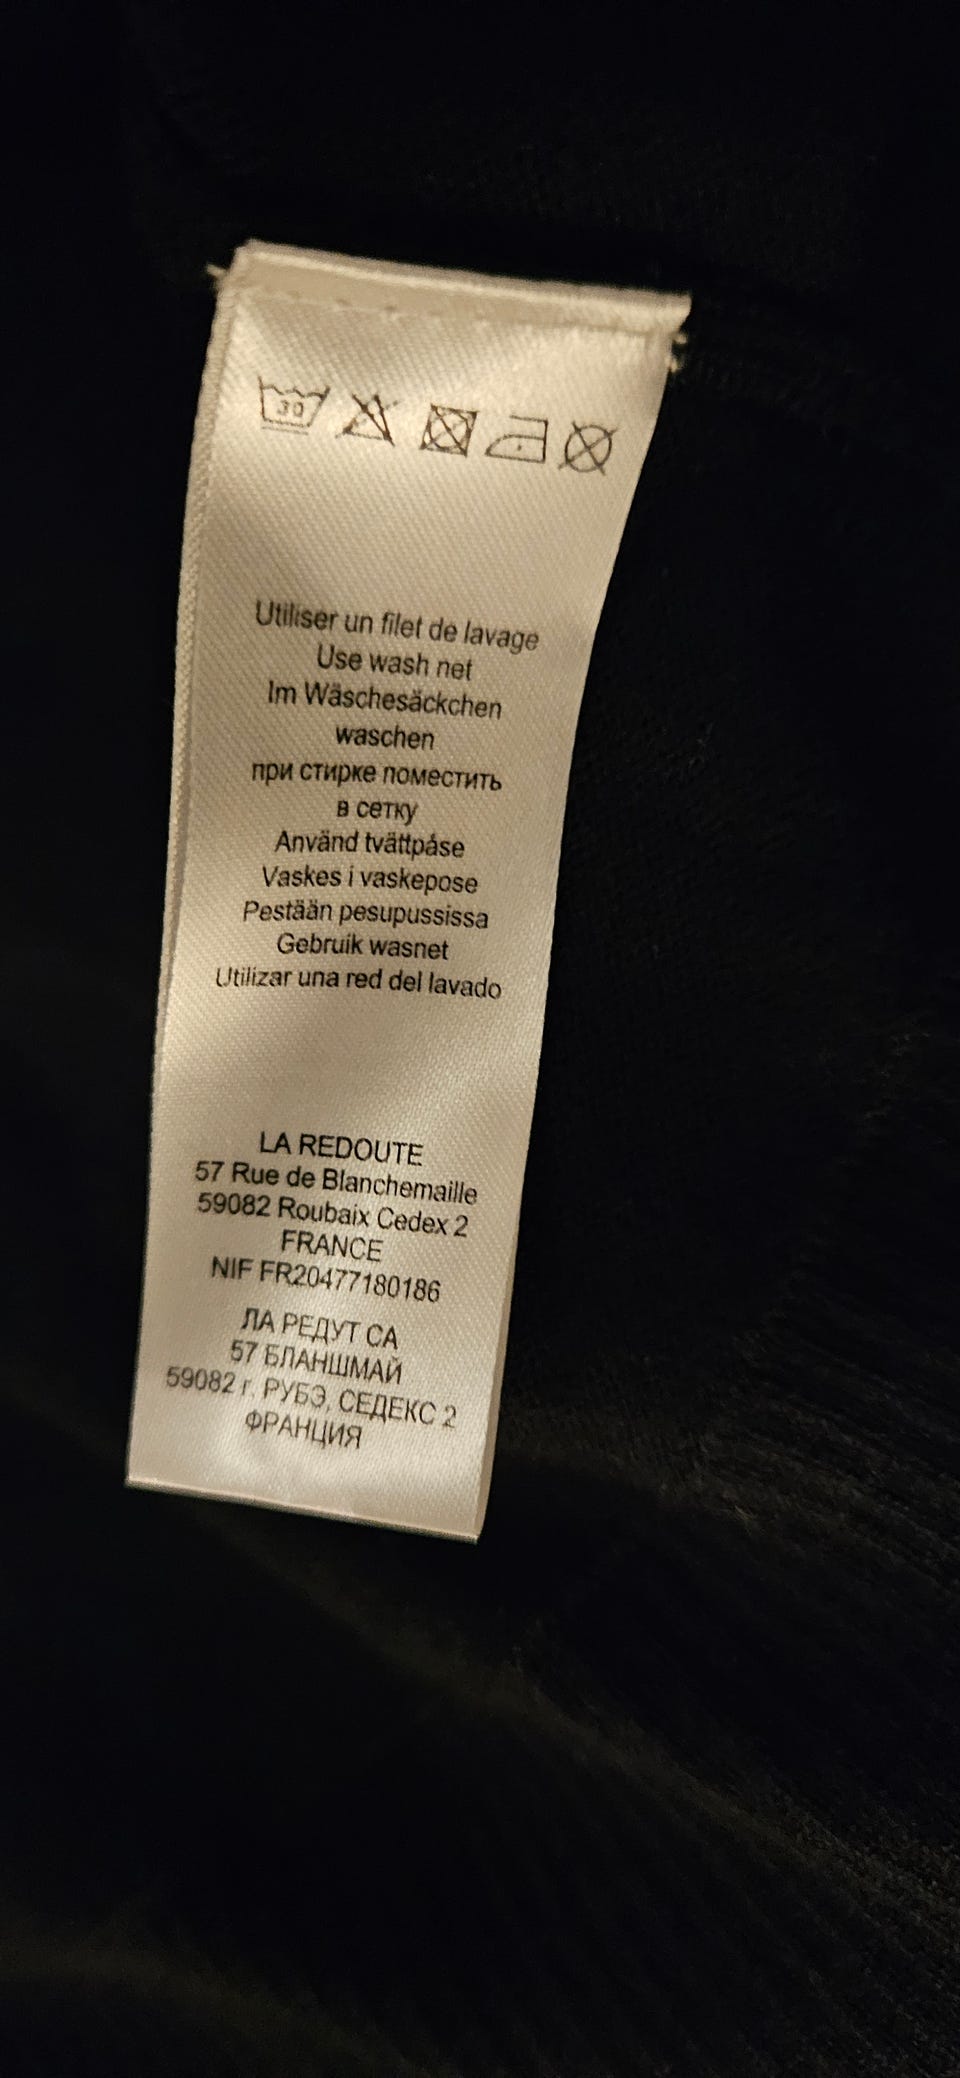 30
Utiliser un filet de lavage
Use wash net
Im Wäschesäckchen
waschen
при стирке поместить
в сетку
Använd tvättpåse
Vaskes i vaskepose
Pestään pesupussissa
Gebruik wasnet
Utilizar una red del lavado
LA REDOUTE
57 Rue de Blanchemaille
59082 Roubaix Cedex 2
FRANCE
NIF FR20477180186
ЛА РЕДУТ СА
57 БЛАНШМАЙ
59082 г. РУБЭ, СЕДЕКС 2
ФРАНЦИЯ